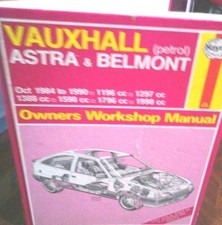 VAUXHALL
(petrol)
ASTRA & BELMONT
Oct 1984 to 1990 □ 1196 cc □ 1297 cc
1388 cc □ 1598 cc □ 1796 cc □ 1998 cc
Owners Workshop Manual